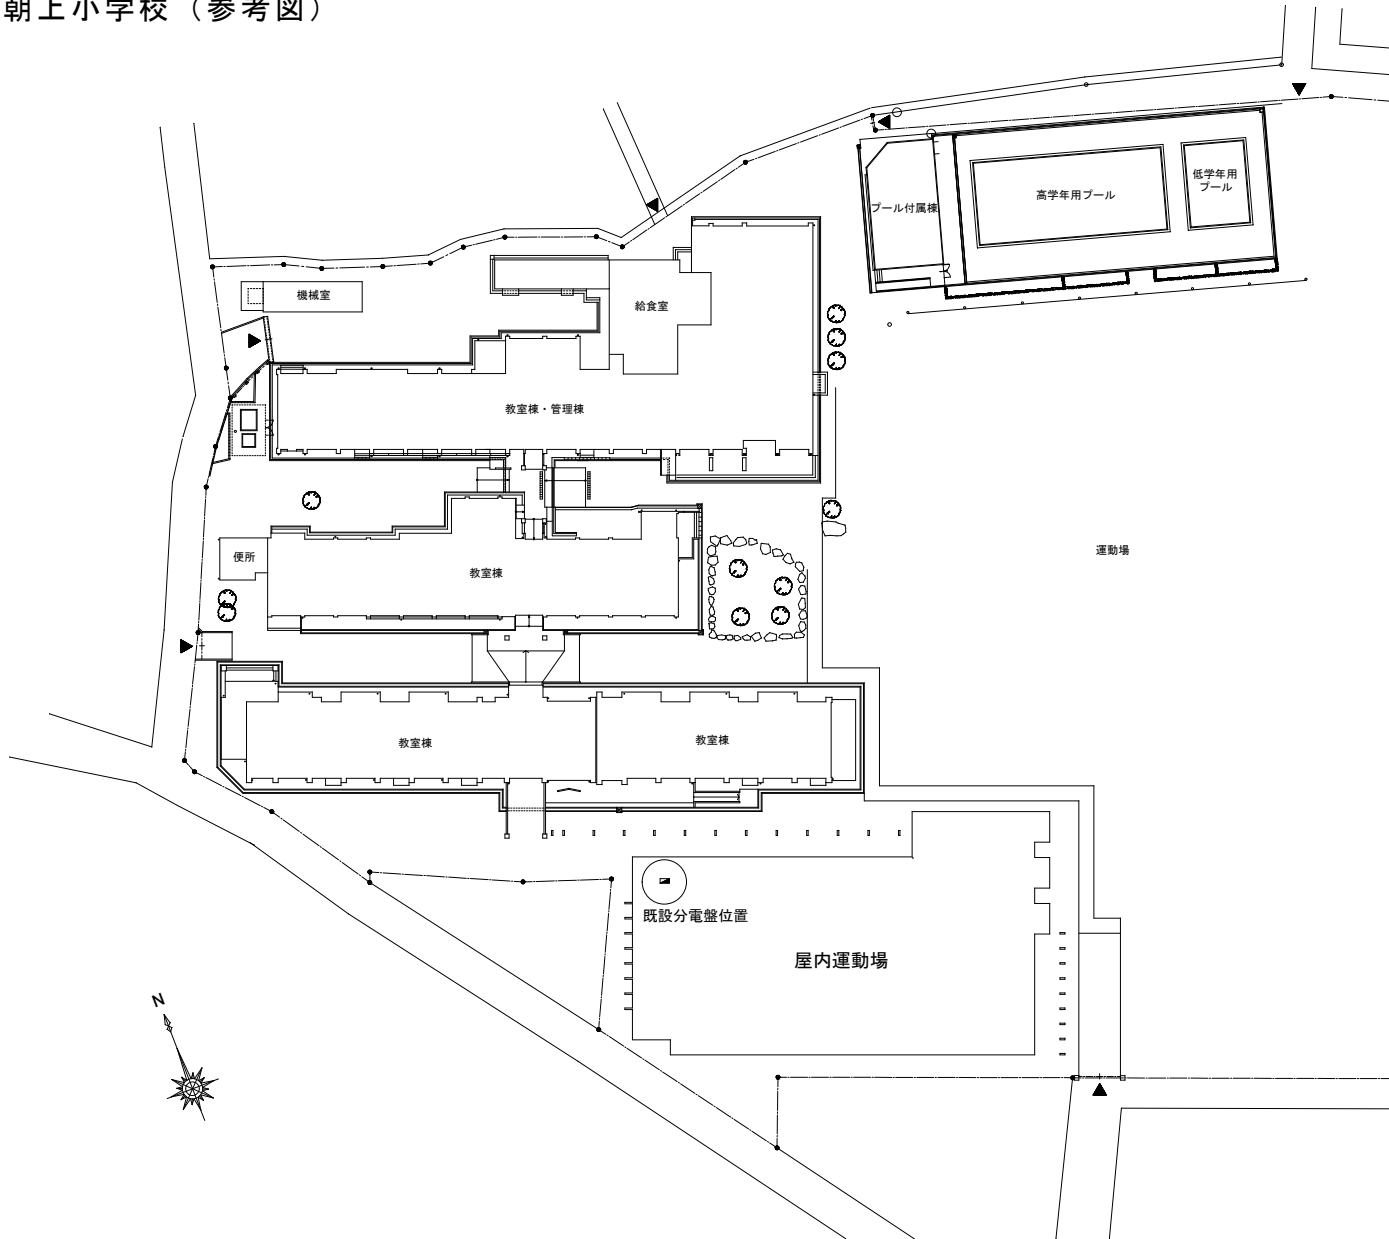 朝上小学校（参考図）
低学年用
プール
高学年用プール
プール付属棟
機械室
給食室
教室棟・管理棟
運動場
便所
教室棟
教室棟
教室棟
既設分電盤位置
屋内運動場
N